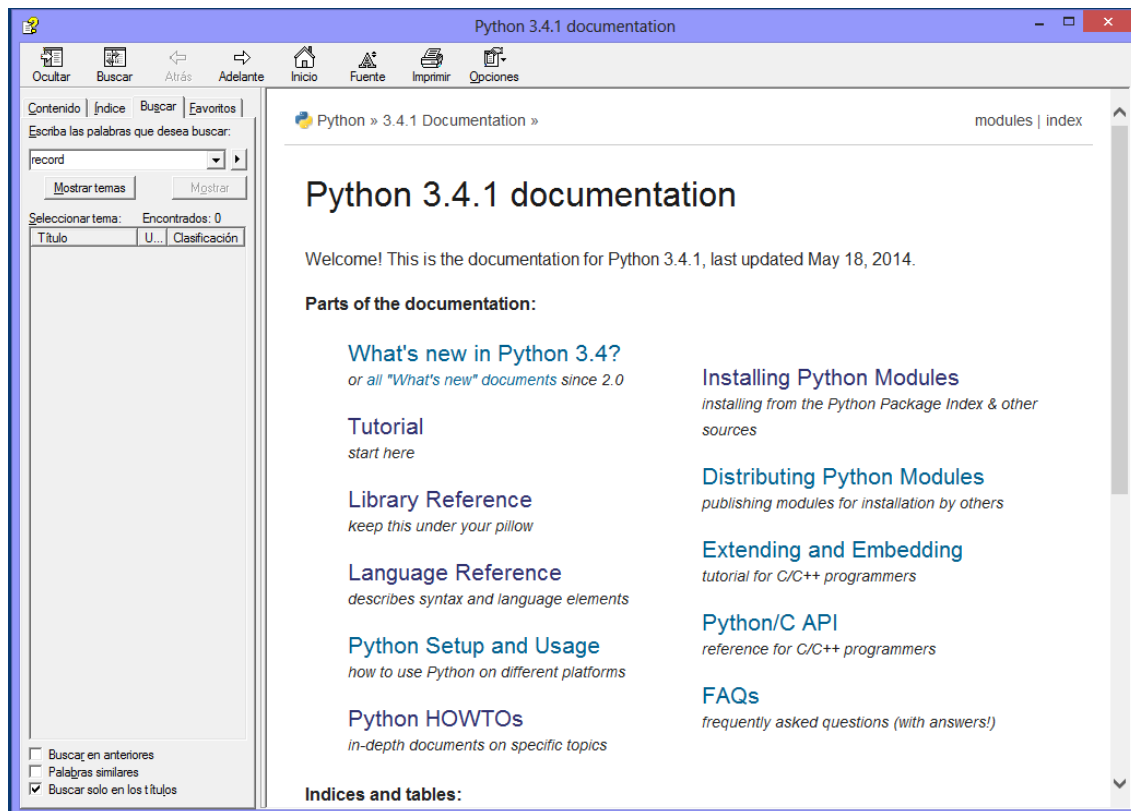 Python 3.4.1 documentation
Ocultar Buscar Atrás Adelante Inicio Fuente Imprimir Opciones
Contenido Índice Buscar Favoritos
Escriba las palabras que desea buscar:
record
Mostrar temas Mostrar
Seleccionar tema: Encontrados: 0
Título U... Clasificación
Buscar en anteriores
Palabras similares
Buscar solo en los títulos
Python » 3.4.1 Documentation » modules | index
Python 3.4.1 documentation
Welcome! This is the documentation for Python 3.4.1, last updated May 18, 2014.
Parts of the documentation:
What's new in Python 3.4?
or all "What's new" documents since 2.0
Tutorial
start here
Library Reference
keep this under your pillow
Language Reference
describes syntax and language elements
Python Setup and Usage
how to use Python on different platforms
Python HOWTOs
in-depth documents on specific topics
Installing Python Modules
installing from the Python Package Index & other
sources
Distributing Python Modules
publishing modules for installation by others
Extending and Embedding
tutorial for C/C++ programmers
Python/C API
reference for C/C++ programmers
FAQs
frequently asked questions (with answers!)
Indices and tables: